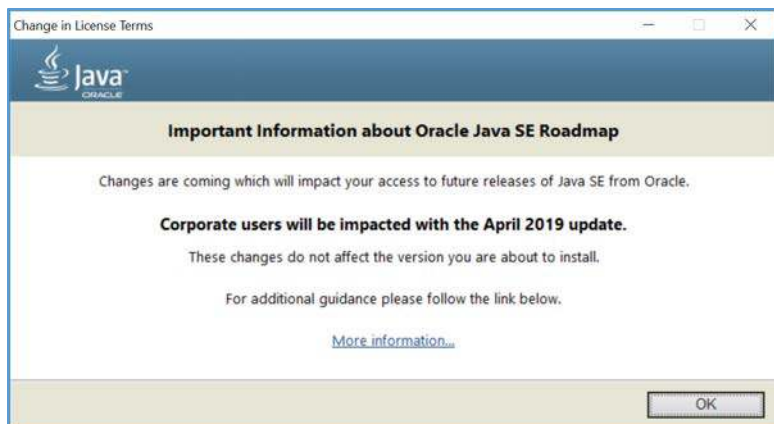 Change in License Terms
Java
ORACLE
Important Information about Oracle Java SE Roadmap
Changes are coming which will impact your access to future releases of Java SE from Oracle.
Corporate users will be impacted with the April 2019 update.
These changes do not affect the version you are about to install.
For additional guidance please follow the link below.
More information...
OK